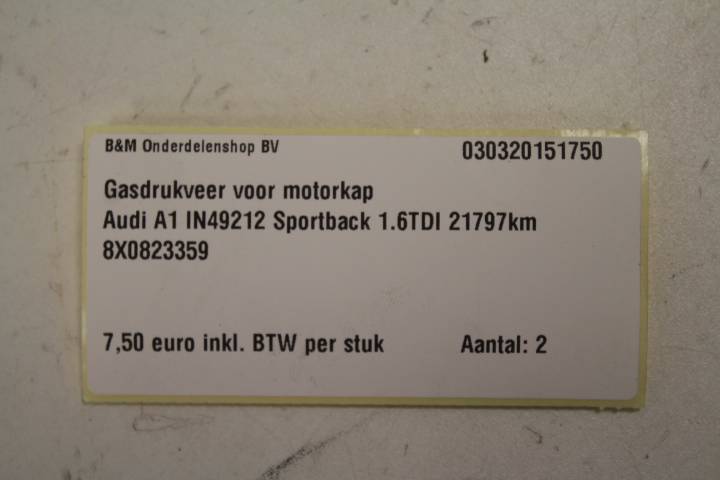 B&M Onderdelenshop BV 030320151750
Gasdrukveer voor motorkap
Audi A1 IN49212 Sportback 1.6TDI 21797km
8X0823359
7,50 euro inkl. BTW per stuk Aantal: 2